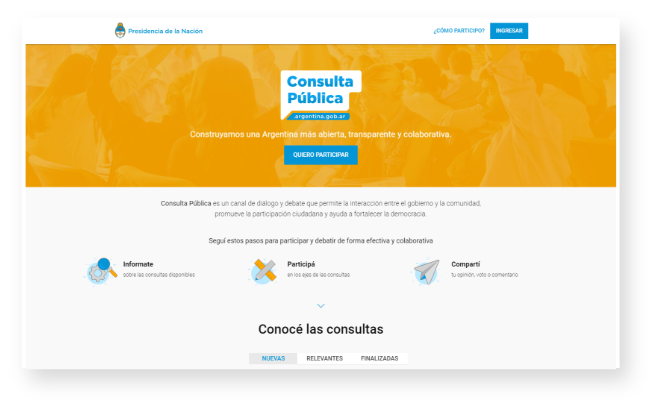 Presidencia de la Nación
¿CÓMO PARTICIPO?
INGRESAR
Consulta
Pública
.argentina.gob.ar
Construyamos una Argentina más abierta, transparente y colaborativa.
QUIERO PARTICIPAR
Consulta Pública es un canal de diálogo y debate que permite la interacción entre el gobierno y la comunidad,
promueve la participación ciudadana y ayuda a fortalecer la democracia.
Seguí estos pasos para participar y debatir de forma efectiva y colaborativa
Informate
sobre las consultas disponibles
Participá
en los ejes de las consultas
Compartí
tu opinión, voto o comentario
Conocé las consultas
NUEVAS
RELEVANTES
FINALIZADAS